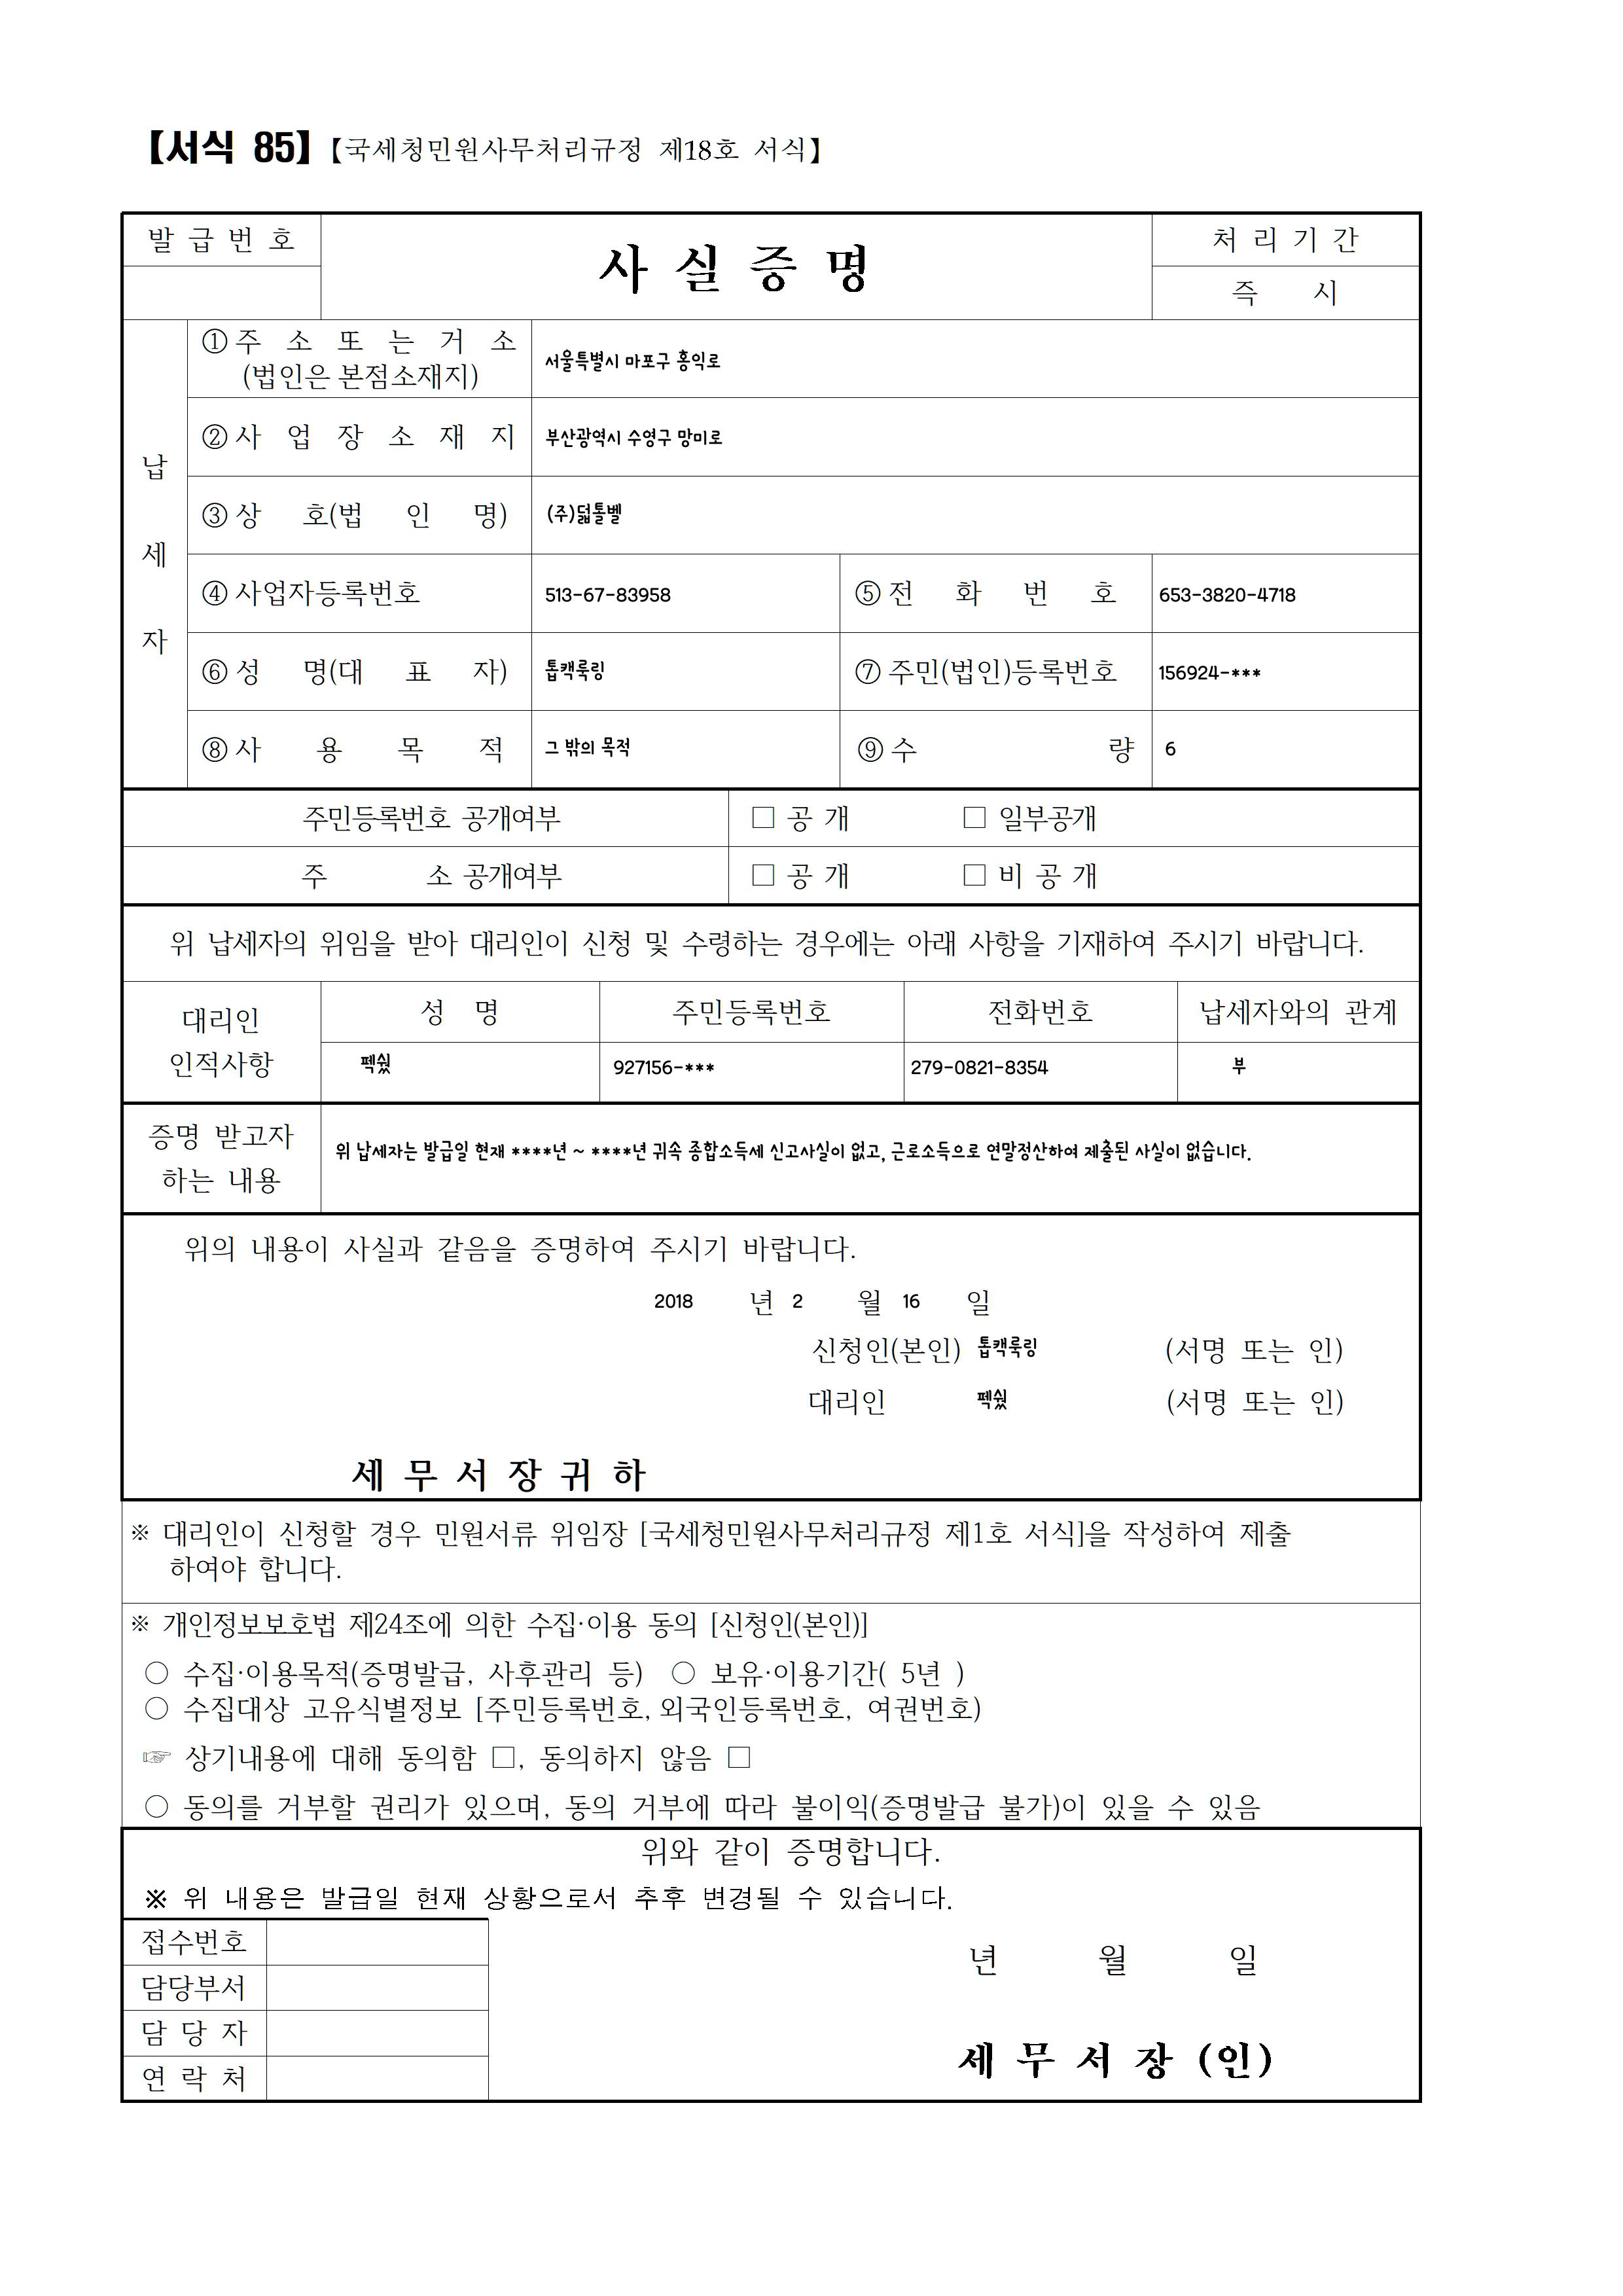 【서식 85】【국세청민원사무처리규정 제18호 서식】
발 급 번 호
사 실 증 명
처 리 기 간
즉 시
납 세 자
① 주 소 또 는 거 소
(법인은 본점소재지)
서울특별시 마포구 홍익로
② 사 업 장 소 재 지
부산광역시 수영구 망미로
③ 상 호(법 인 명)
(주)덟톨벨
④ 사업자등록번호
513-67-83958
⑤ 전 화 번 호
653-3820-4718
⑥ 성 명(대 표 자)
톱캑룩링
⑦ 주민(법인)등록번호
156924-***
⑧ 사 용 목 적
그 밖의 목적
⑨ 수 량
6
주민등록번호 공개여부
□ 공 개 □ 일부공개
주 소 공개여부
□ 공 개 □ 비 공 개
위 납세자의 위임을 받아 대리인이 신청 및 수령하는 경우에는 아래 사항을 기재하여 주시기 바랍니다.
대리인
인적사항
성 명
주민등록번호
전화번호
납세자와의 관계
펙쉈
927156-***
279-0821-8354
부
증명 받고자
하는 내용
위 납세자는 발급일 현재 ****년 ~ ****년 귀속 종합소득세 신고사실이 없고, 근로소득으로 연말정산하여 제출된 사실이 없습니다.
위의 내용이 사실과 같음을 증명하여 주시기 바랍니다.
2018 년 2 월 16 일
신청인(본인) 톱캑룩링 (서명 또는 인)
대리인 펙쉈 (서명 또는 인)
세 무 서 장 귀 하
※ 대리인이 신청할 경우 민원서류 위임장 [국세청민원사무처리규정 제1호 서식]을 작성하여 제출
하여야 합니다.
※ 개인정보보호법 제24조에 의한 수집·이용 동의 [신청인(본인)]
○ 수집·이용목적(증명발급, 사후관리 등) ○ 보유·이용기간( 5년 )
○ 수집대상 고유식별정보 [주민등록번호, 외국인등록번호, 여권번호)
☞ 상기내용에 대해 동의함 □, 동의하지 않음 □
○ 동의를 거부할 권리가 있으며, 동의 거부에 따라 불이익(증명발급 불가)이 있을 수 있음
위와 같이 증명합니다.
※ 위 내용은 발급일 현재 상황으로서 추후 변경될 수 있습니다.
접수번호
담당부서
담 당 자
연 락 처
년 월 일
세 무 서 장 (인)